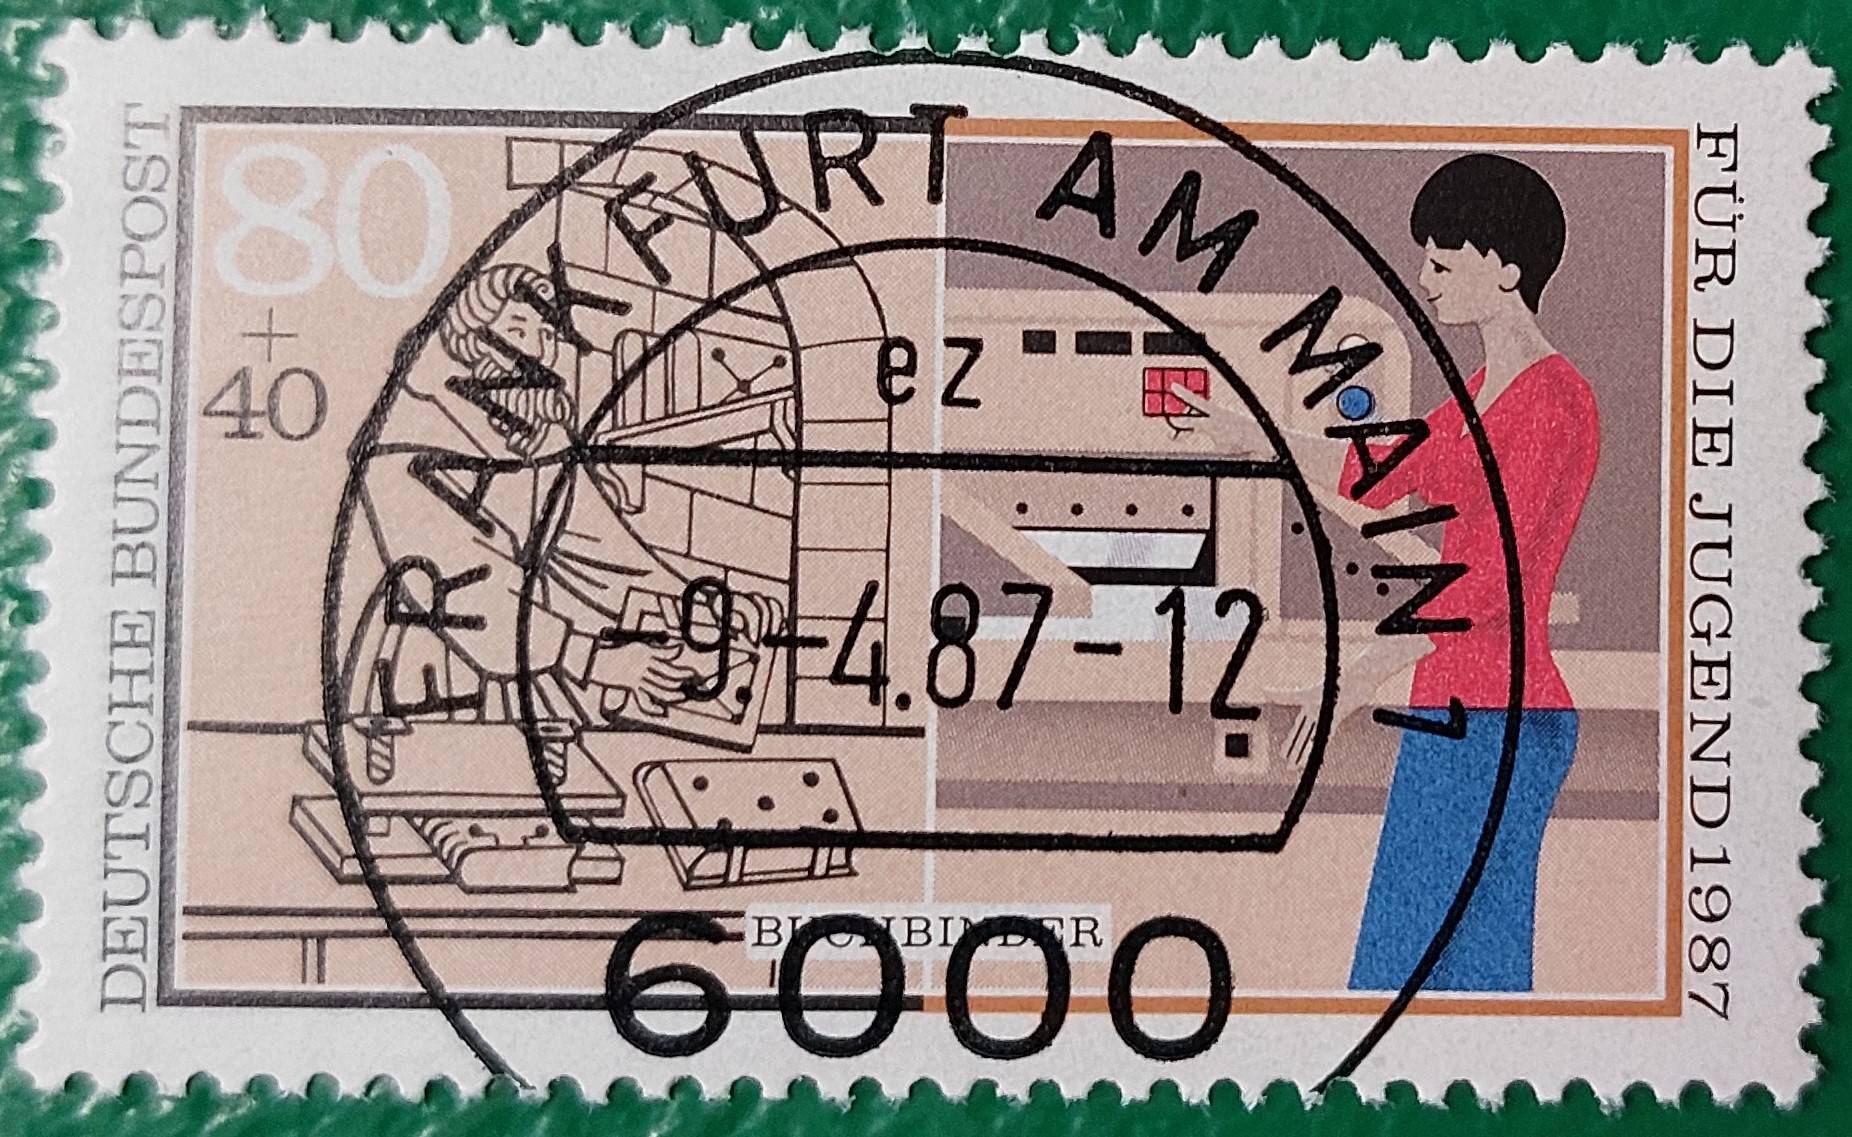 DEUTSCHE BUNDESPOST
80
+
40
FÜR DIE JUGEND 1987
BUCHBINDER
FRANKFURT AM MAIN 1
ez
-9-4.87-12
6000